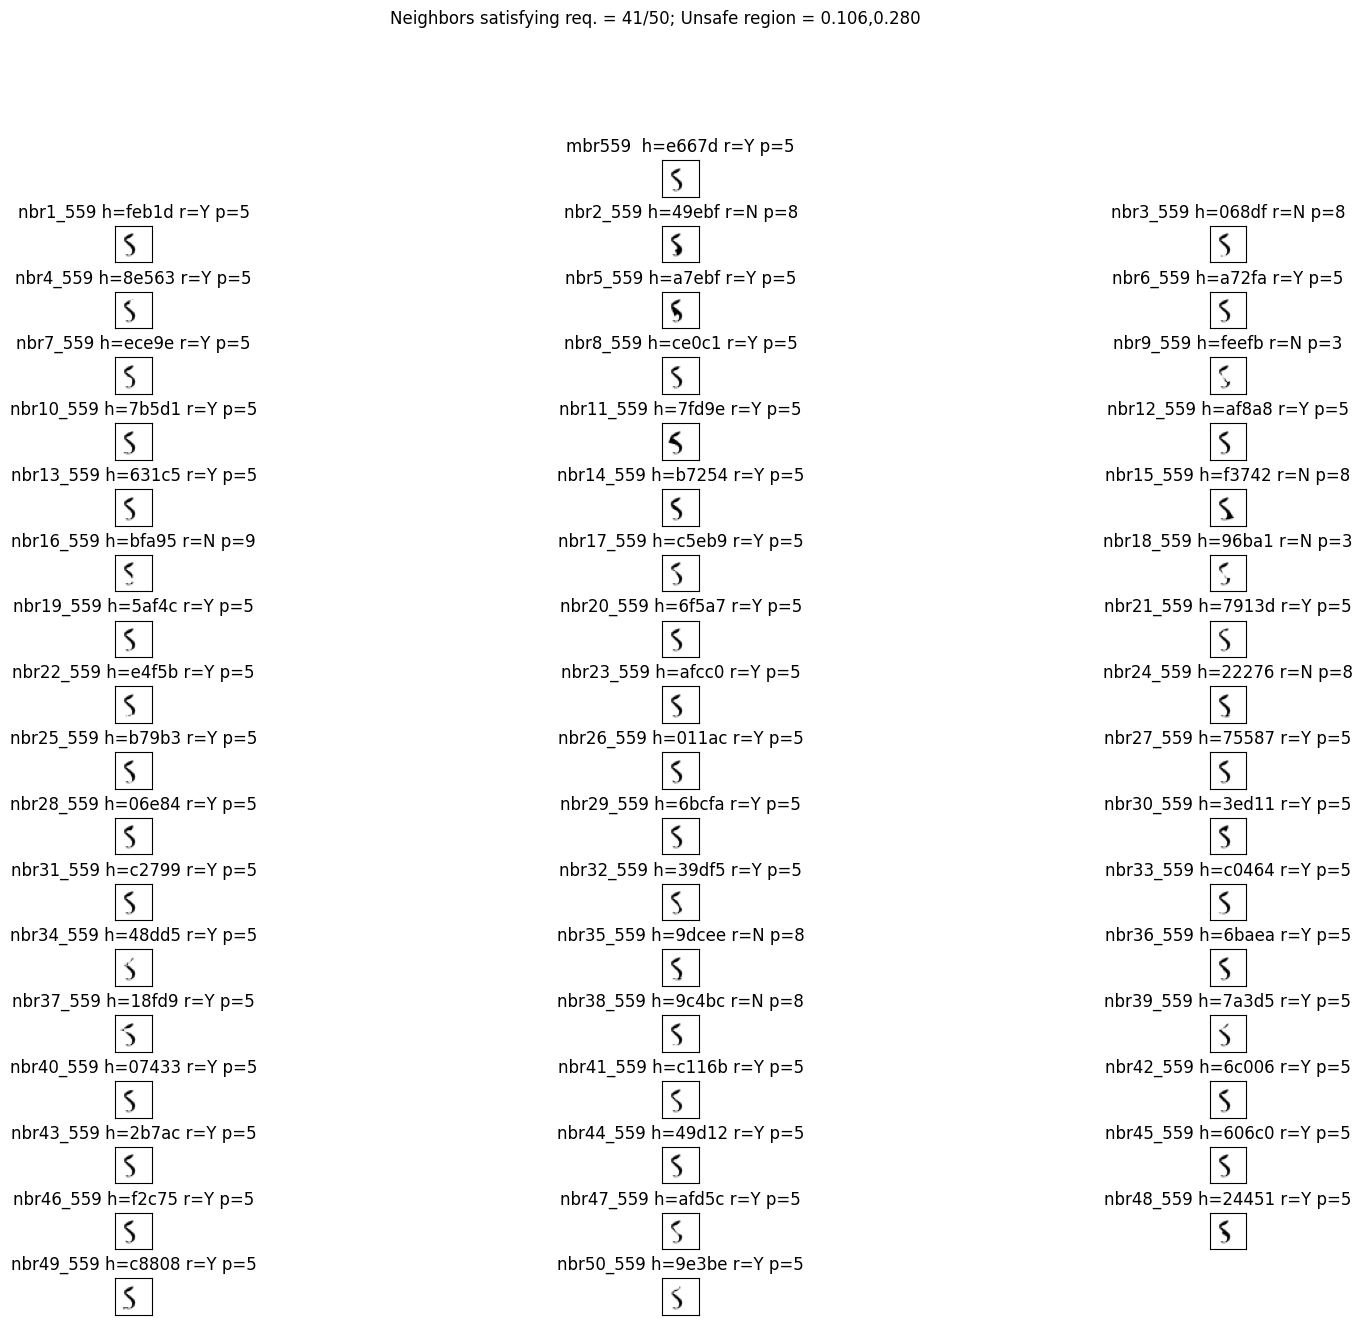 Neighbors satisfying req. = 41/50; Unsafe region = 0.106,0.280
mbr559  h=e667d r=Y p=5
nbr1_559 h=feb1d r=Y p=5 nbr2_559 h=49ebf r=N p=8 nbr3_559 h=068df r=N p=8
nbr4_559 h=8e563 r=Y p=5 nbr5_559 h=a7ebf r=Y p=5 nbr6_559 h=a72fa r=Y p=5
nbr7_559 h=ece9e r=Y p=5 nbr8_559 h=ce0c1 r=Y p=5 nbr9_559 h=feefb r=N p=3
nbr10_559 h=7b5d1 r=Y p=5 nbr11_559 h=7fd9e r=Y p=5 nbr12_559 h=af8a8 r=Y p=5
nbr13_559 h=631c5 r=Y p=5 nbr14_559 h=b7254 r=Y p=5 nbr15_559 h=f3742 r=N p=8
nbr16_559 h=bfa95 r=N p=9 nbr17_559 h=c5eb9 r=Y p=5 nbr18_559 h=96ba1 r=N p=3
nbr19_559 h=5af4c r=Y p=5 nbr20_559 h=6f5a7 r=Y p=5 nbr21_559 h=7913d r=Y p=5
nbr22_559 h=e4f5b r=Y p=5 nbr23_559 h=afcc0 r=Y p=5 nbr24_559 h=22276 r=N p=8
nbr25_559 h=b79b3 r=Y p=5 nbr26_559 h=011ac r=Y p=5 nbr27_559 h=75587 r=Y p=5
nbr28_559 h=06e84 r=Y p=5 nbr29_559 h=6bcfa r=Y p=5 nbr30_559 h=3ed11 r=Y p=5
nbr31_559 h=c2799 r=Y p=5 nbr32_559 h=39df5 r=Y p=5 nbr33_559 h=c0464 r=Y p=5
nbr34_559 h=48dd5 r=Y p=5 nbr35_559 h=9dcee r=N p=8 nbr36_559 h=6baea r=Y p=5
nbr37_559 h=18fd9 r=Y p=5 nbr38_559 h=9c4bc r=N p=8 nbr39_559 h=7a3d5 r=Y p=5
nbr40_559 h=07433 r=Y p=5 nbr41_559 h=c116b r=Y p=5 nbr42_559 h=6c006 r=Y p=5
nbr43_559 h=2b7ac r=Y p=5 nbr44_559 h=49d12 r=Y p=5 nbr45_559 h=606c0 r=Y p=5
nbr46_559 h=f2c75 r=Y p=5 nbr47_559 h=afd5c r=Y p=5 nbr48_559 h=24451 r=Y p=5
nbr49_559 h=c8808 r=Y p=5 nbr50_559 h=9e3be r=Y p=5